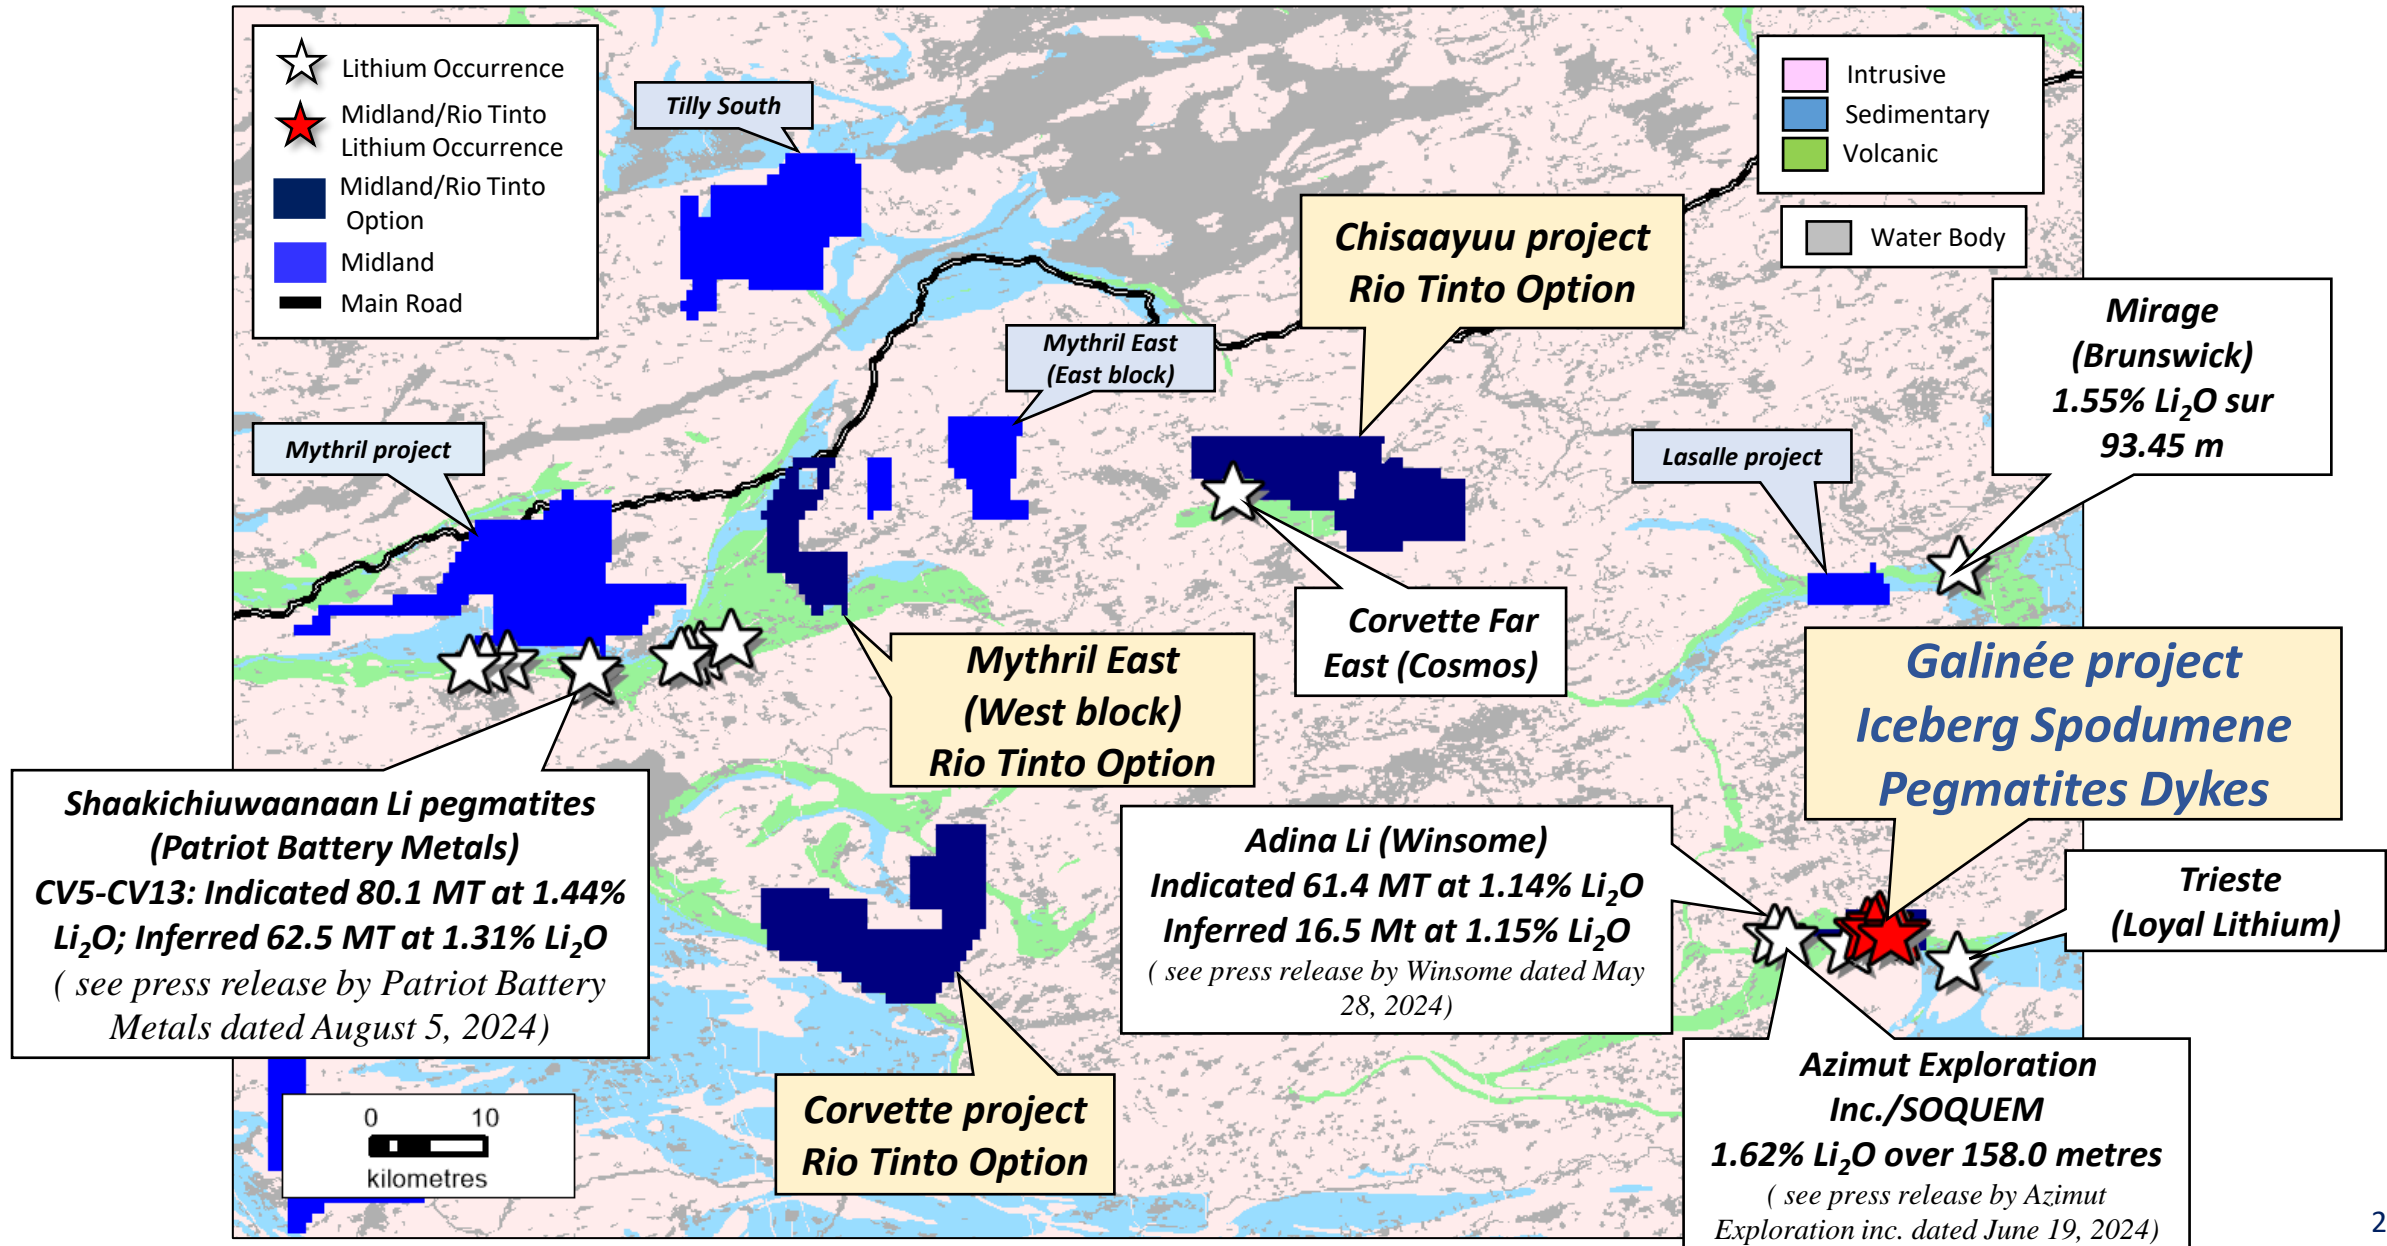 Lithium Occurrence
Midland/Rio Tinto
Lithium Occurrence
Midland/Rio Tinto
Option
Midland
Main Road
Tilly South
Intrusive
Sedimentary
Volcanic
Water Body
Chisaayuu project
Rio Tinto Option
Mythril East
(East block)
Mirage
(Brunswick)
1.55% Li₂O sur
93.45 m
Mythril project
Lasalle project
Corvette Far
East (Cosmos)
Mythril East
(West block)
Rio Tinto Option
Galinée project
Iceberg Spodumene
Pegmatites Dykes
Shaakichiuwaanaan Li pegmatites
(Patriot Battery Metals)
CV5-CV13: Indicated 80.1 MT at 1.44%
Li₂O; Inferred 62.5 MT at 1.31% Li₂O
( see press release by Patriot Battery
Metals dated August 5, 2024)
Adina Li (Winsome)
Indicated 61.4 MT at 1.14% Li₂O
Inferred 16.5 Mt at 1.15% Li₂O
( see press release by Winsome dated May
28, 2024)
Trieste
(Loyal Lithium)
Corvette project
Rio Tinto Option
Azimut Exploration
Inc./SOQUEM
1.62% Li₂O over 158.0 metres
( see press release by Azimut
Exploration inc. dated June 19, 2024)
0 10
kilometres
2